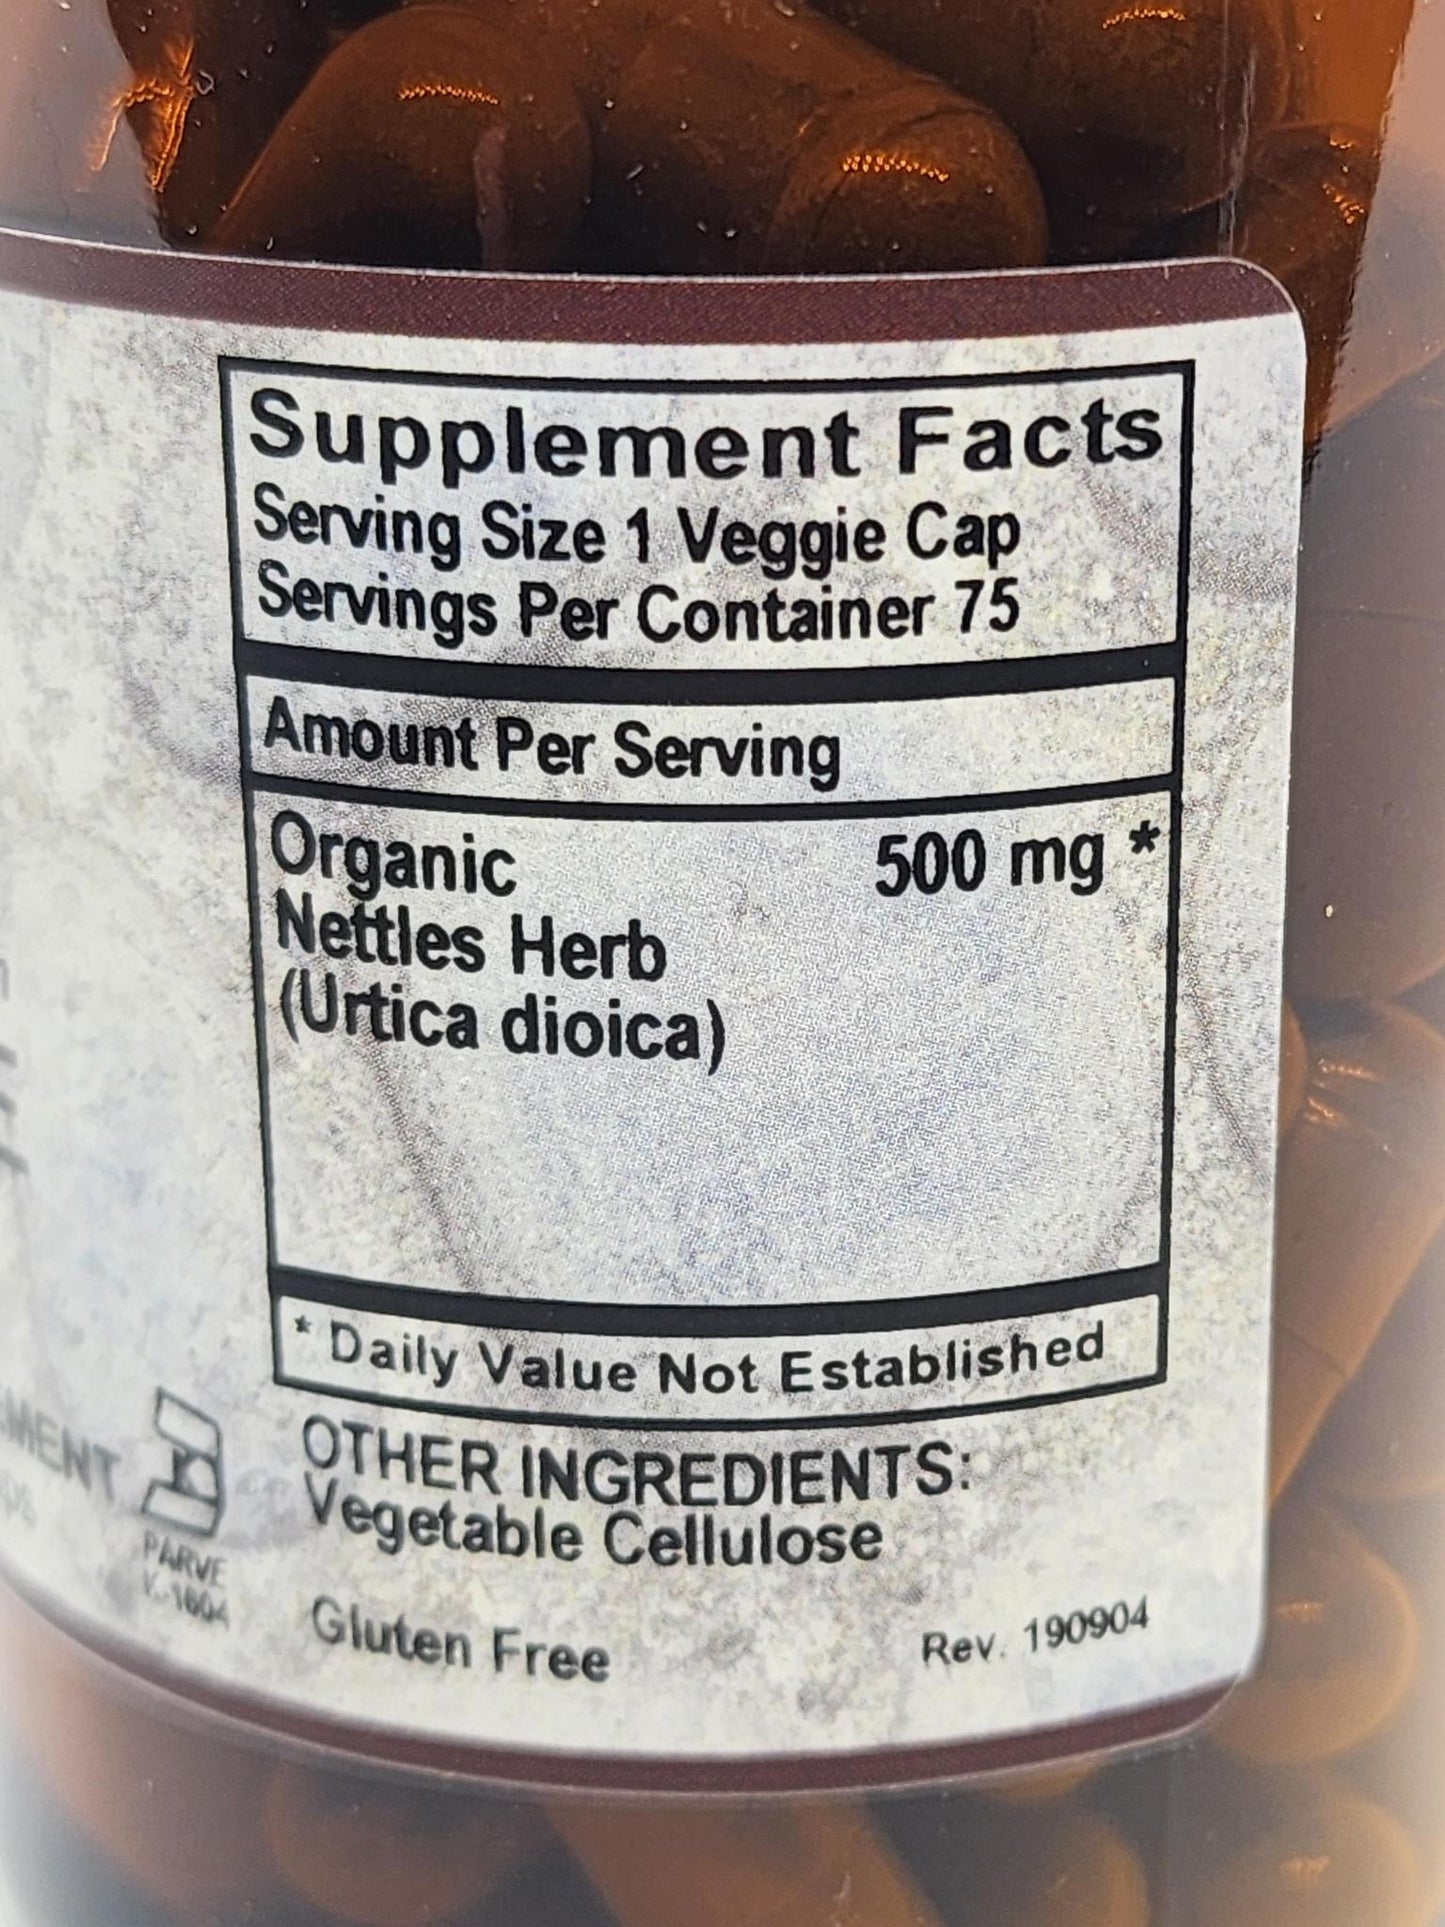 Supplement Facts
Serving Size 1 Veggie Cap
Servings Per Container 75
Amount Per Serving
Organic 500 mg *
Nettles Herb
(Urtica dioica)
* Daily Value Not Established
OTHER INGREDIENTS:
Vegetable Cellulose
Gluten Free
Rev. 190904
PARVE